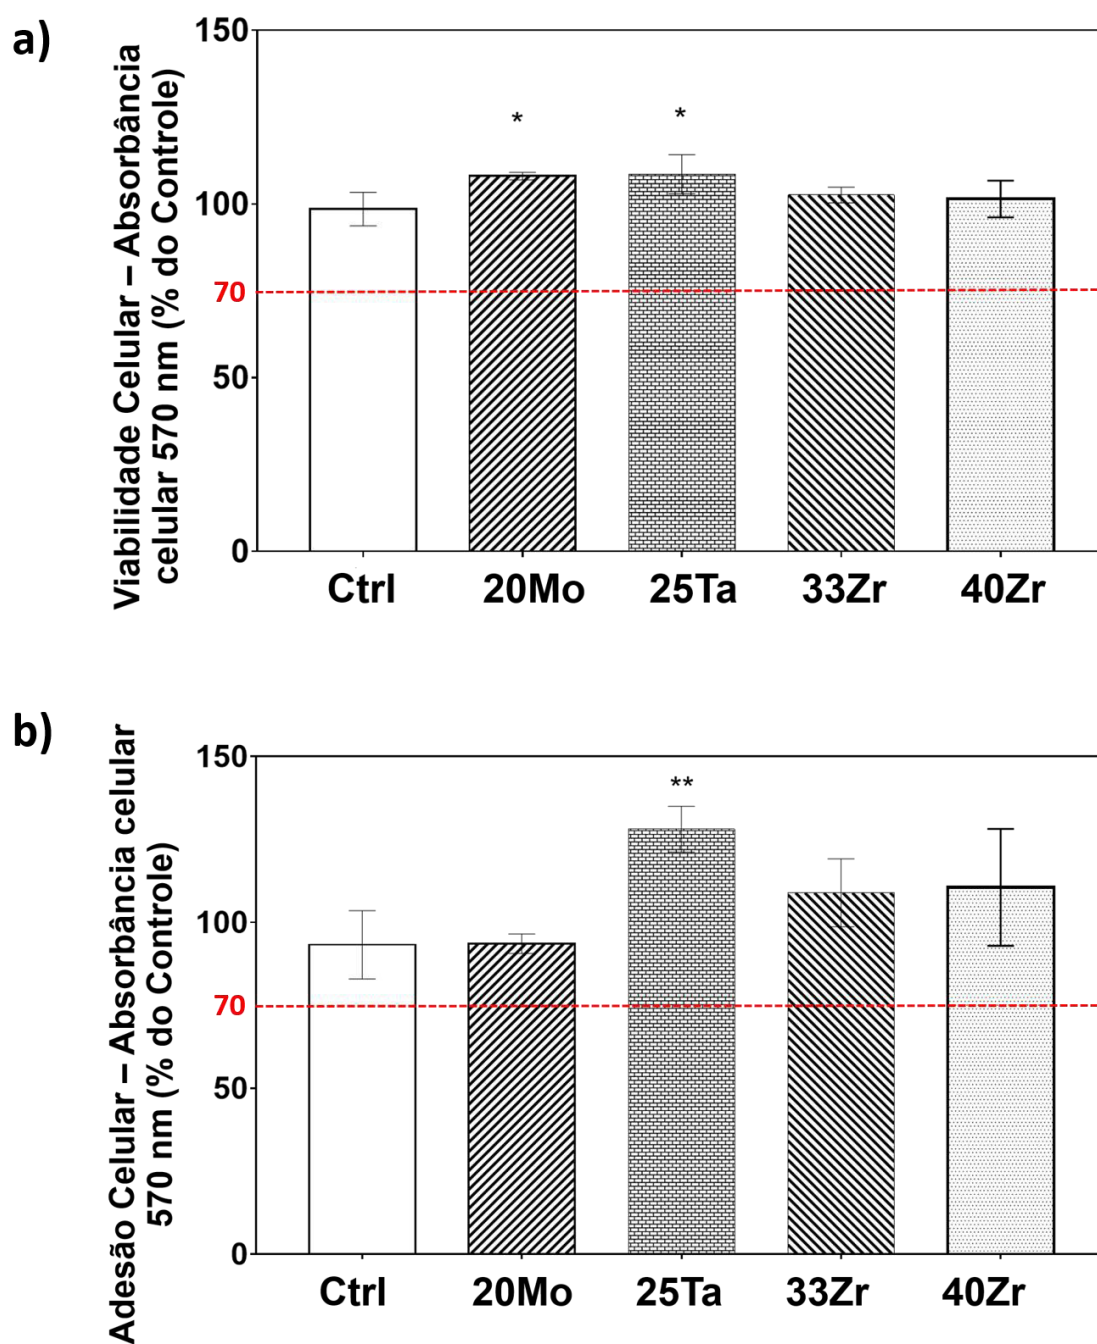 a)
Viabilidade Celular – Absorbância
celular 570 nm (% do Controle)
150
100
70
50
0
* *
Ctrl 20Mo 25Ta 33Zr 40Zr
b)
Adesão Celular – Absorbância celular
570 nm (% do Controle)
150
100
70
50
0
**
Ctrl 20Mo 25Ta 33Zr 40Zr